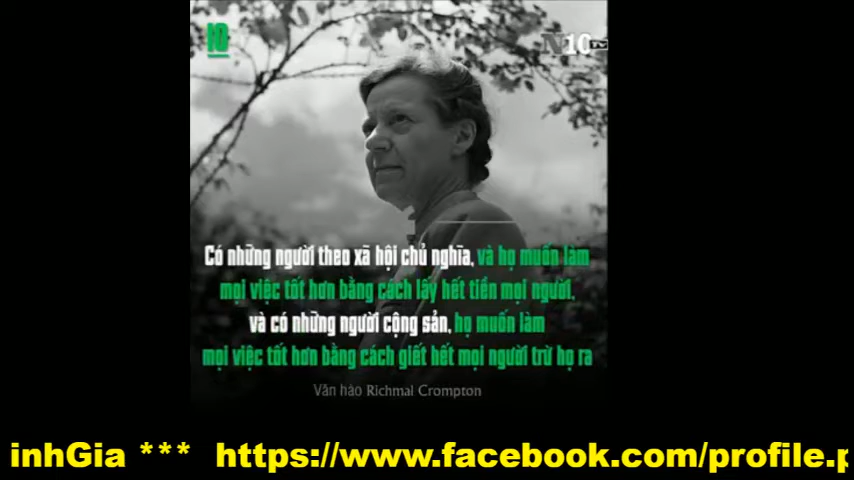 10
N10TV
Có những người theo xã hội chủ nghĩa, và họ muốn làm
mọi việc tốt hơn bằng cách lấy hết tiền mọi người,
và có những người cộng sản, họ muốn làm
mọi việc tốt hơn bằng cách giết hết mọi người trừ họ ra
Văn hào Richmal Crompton
inhGia *** https://www.facebook.com/profile.p